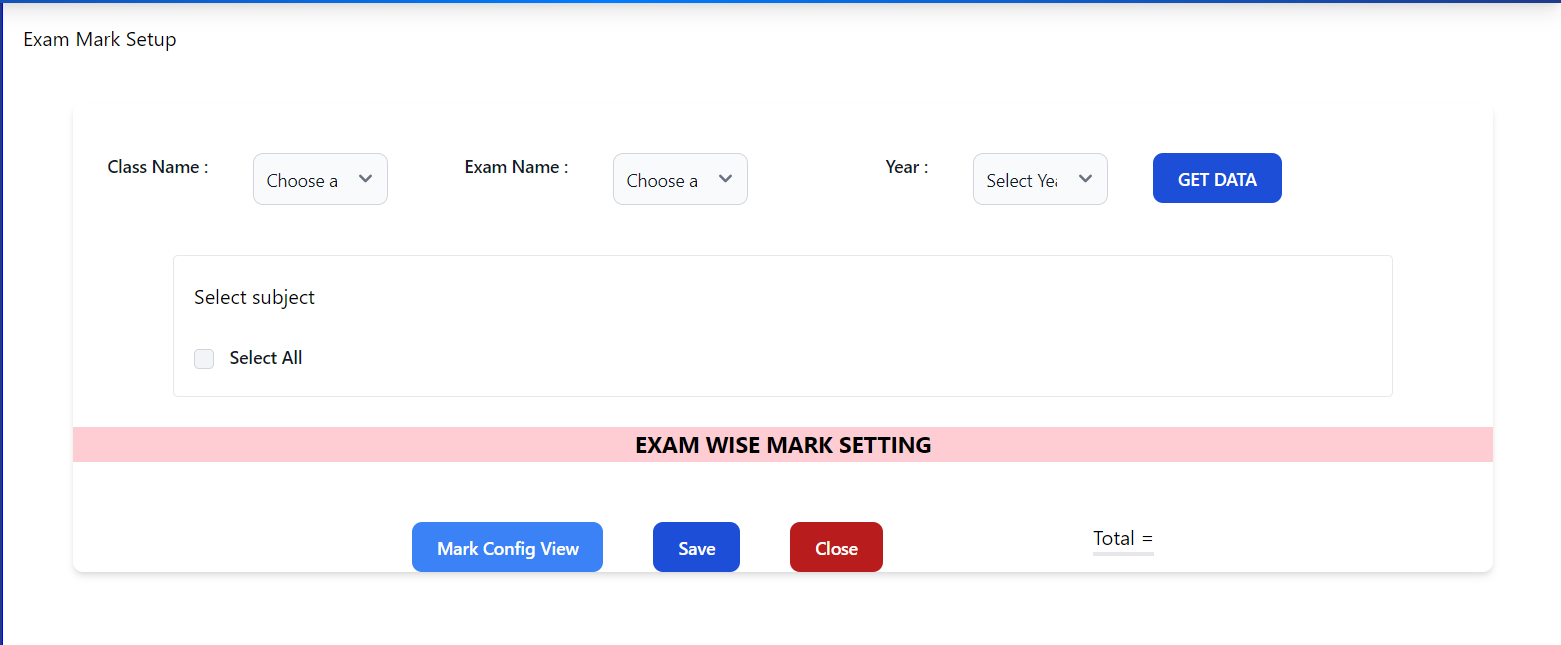 Exam Mark Setup
Class Name : Choose a Exam Name : Choose a Year : Select Yea GET DATA
Select subject
Select All
EXAM WISE MARK SETTING
Mark Config View Save Close Total =